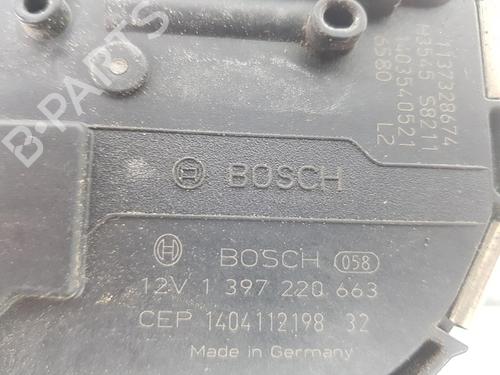 B-PARTS
1137328674
H3545 S8211
1403540521
6580 L2
BOSCH
BOSCH 058
12V 1 397 220 663
CEP 1404112198 32
Made in Germany